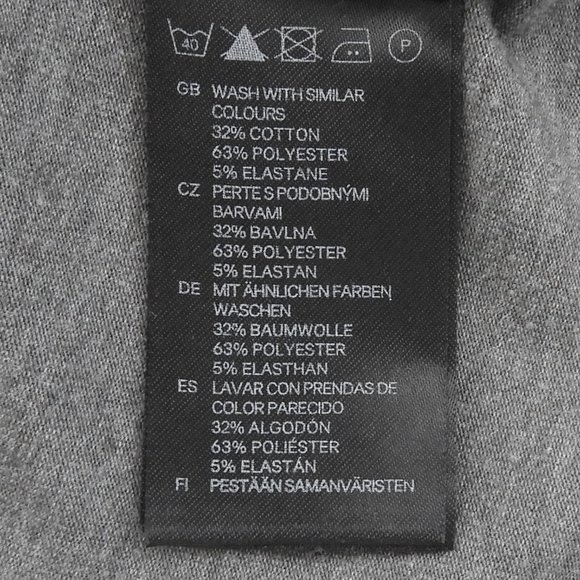 40 P
GB WASH WITH SIMILAR
COLOURS
32% COTTON
63% POLYESTER
5% ELASTANE
CZ PERTE S PODOBNÝMI
BARVAMI
32% BAVLNA
63% POLYESTER
5% ELASTAN
DE MIT ÄHNLICHEN FARBEN
WASCHEN
32% BAUMWOLLE
63% POLYESTER
5% ELASTHAN
ES LAVAR CON PRENDAS DE
COLOR PARECIDO
32% ALGODÓN
63% POLIÉSTER
5% ELASTÁN
FI PESTÄÄN SAMANVÄRISTEN